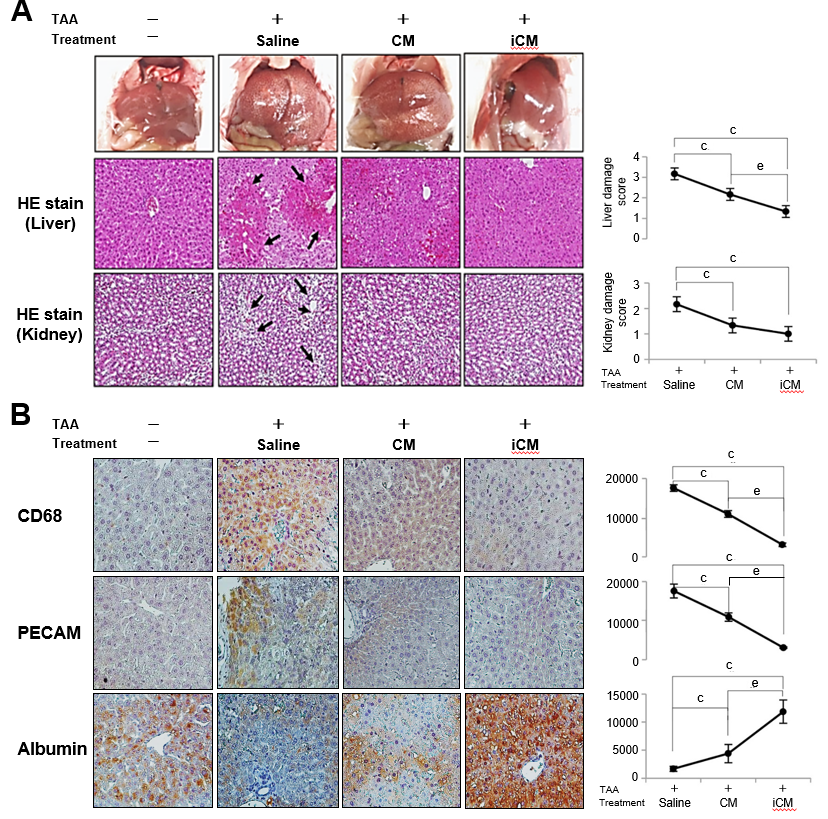 A
TAA − + + +
Treatment − Saline CM iCM
HE stain
(Liver)
HE stain
(Kidney)
c
c
e
Liver damage
score
4
3
2
1
0
c
c
Kidney damage
score
3
2
1
0
TAA + + +
Treatment Saline CM iCM
B
TAA − + + +
Treatment − Saline CM iCM
CD68
c
c
e
20000
10000
0
PECAM
c
c
e
20000
10000
0
Albumin
c
c
e
15000
10000
5000
0
TAA + + +
Treatment Saline CM iCM